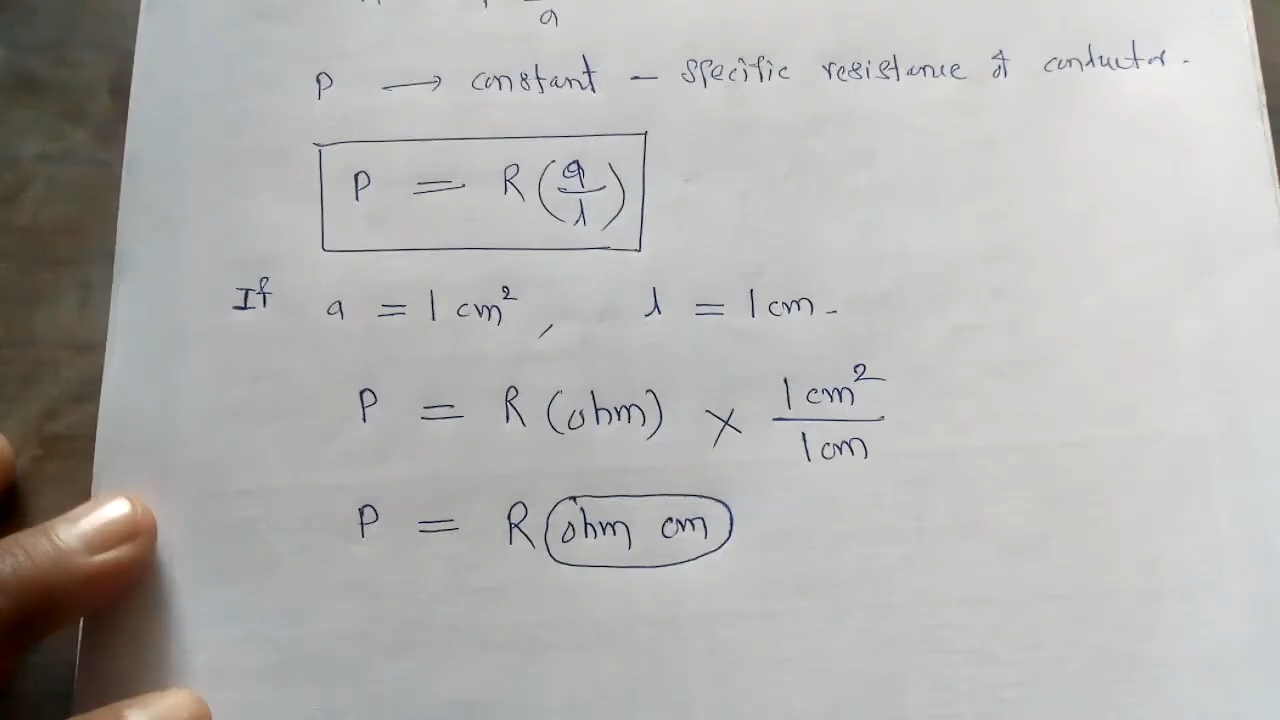 a
P → constant – specific resistance of conductor.
P = R(a/l)
If a = 1 cm², l = 1 cm.
P = R (ohm) × 1 cm²/1 cm
P = R ohm cm